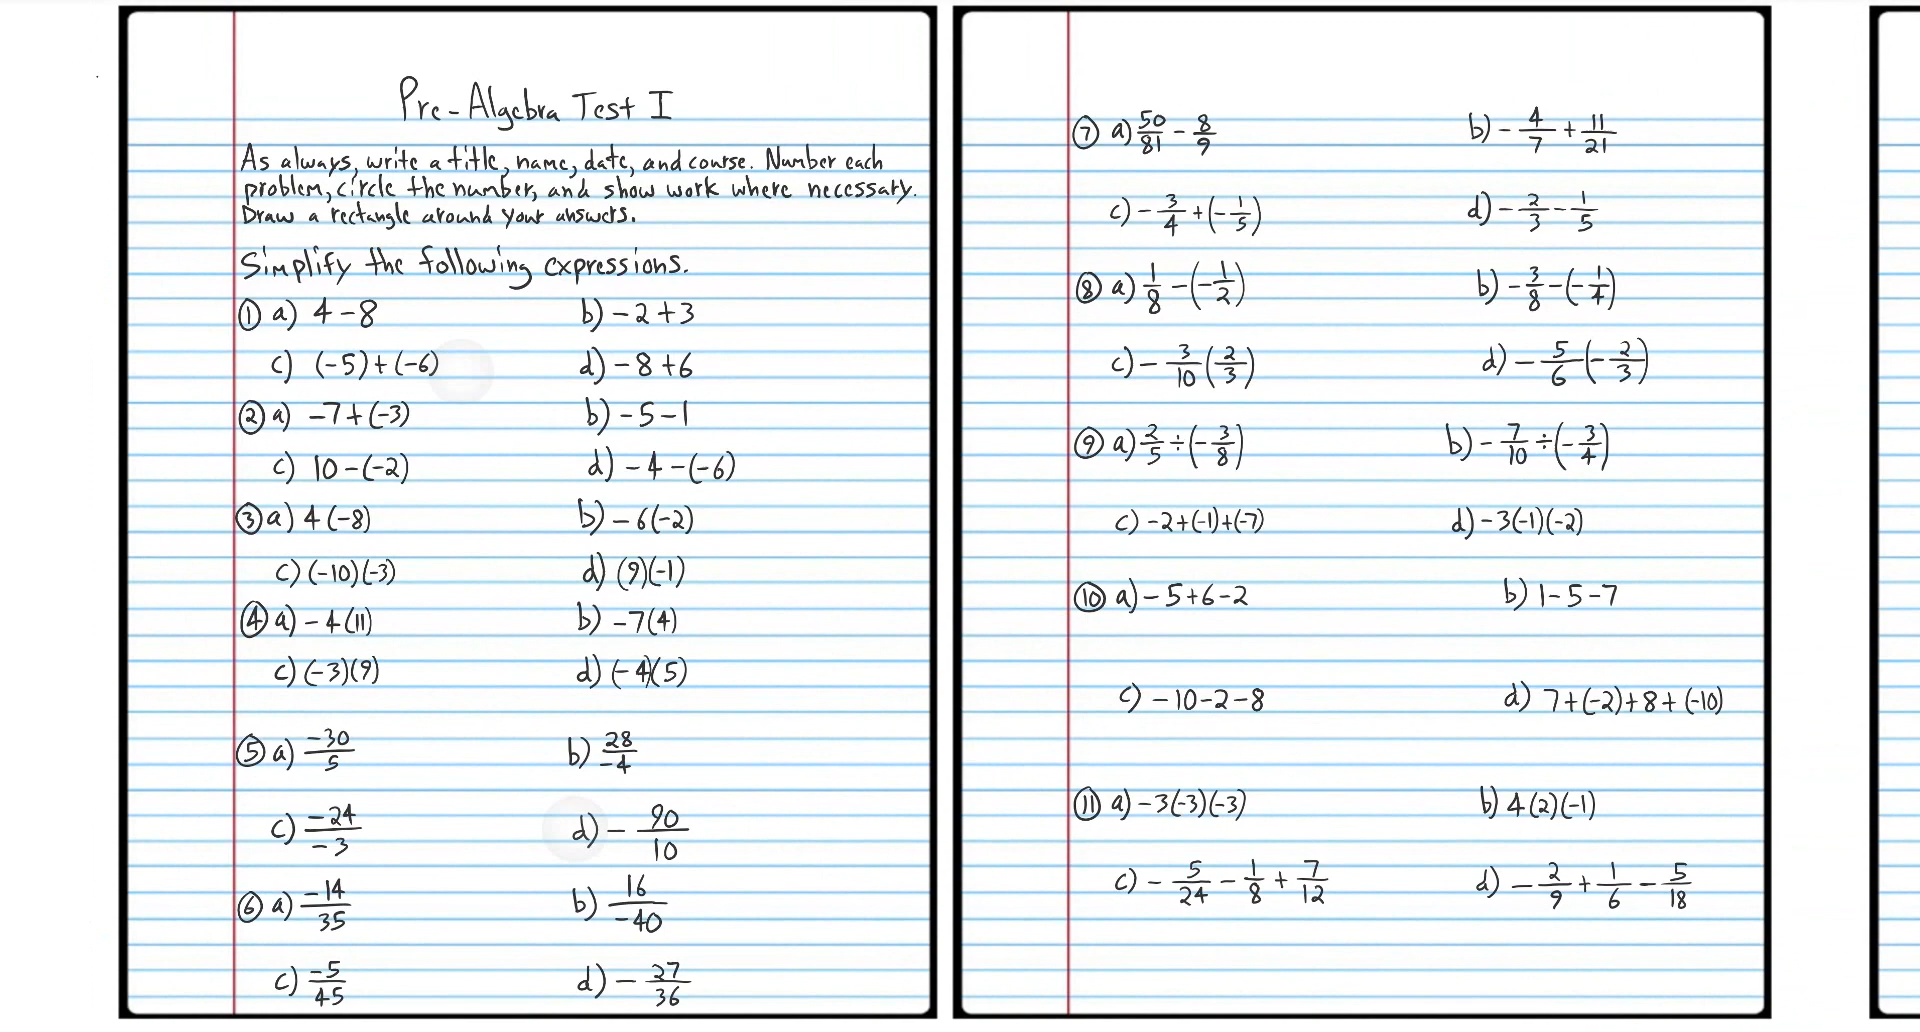 Pre-Algebra Test I
As always, write a title, name, date, and course. Number each
problem, circle the number, and show work where necessary.
Draw a rectangle around your answers.
Simplify the following expressions.
① a) 4-8 b) -2+3
c) (-5)+(-6) d) -8+6
② a) -7+(-3) b) -5-1
c) 10-(-2) d) -4-(-6)
③ a) 4(-8) b) -6(-2)
c) (-10)(-3) d) (9)(-1)
④ a) -4(11) b) -7(4)
c) (-3)(9) d) (-4)(5)
⑤ a) -30/5 b) 28/-4
c) -24/-3 d) - 90/10
⑥ a) -14/35 b) 16/-40
c) -5/45 d) - 27/36
⑦ a) 50/81 - 8/9 b) - 4/7 + 11/21
c) - 3/4 + (- 1/5) d) - 2/3 - 1/5
⑧ a) 1/8 - (- 1/2) b) - 3/8 - (- 1/4)
c) - 3/10 (2/3) d) - 5/6 (- 2/3)
⑨ a) 2/5 ÷ (- 3/8) b) - 7/10 ÷ (- 3/4)
c) -2+(-1)+(-7) d) -3(-1)(-2)
⑩ a) -5+6-2 b) 1-5-7
c) -10-2-8 d) 7+(-2)+8+(-10)
⑪ a) -3(-3)(-3) b) 4(2)(-1)
c) - 5/24 - 1/8 + 7/12 d) - 2/9 + 1/6 - 5/18